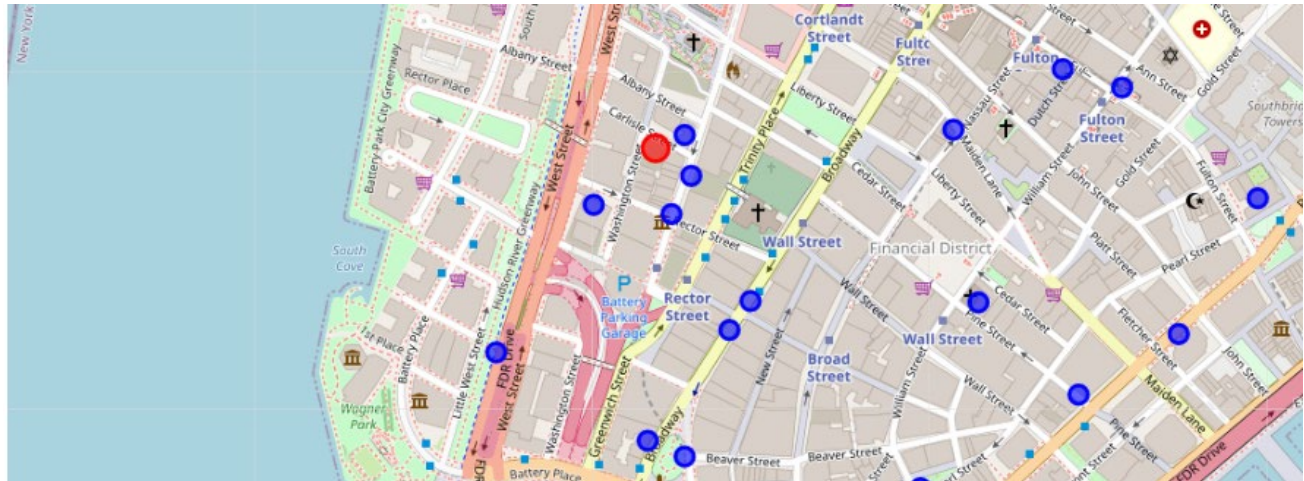 New York
Battery Park City Greenway
Rector Place
Albany Street
South
West Street
West St
Albany Street
Carlisle
Washington Street
Cortlandt
Street
Fulton
Fulton
Street
Ann Street
Gold Street
Southbri
Towers
Liberty Street
Trinity Place
Broadway
Nassau Street
Dutch Street
Maiden Lane
William Street
John Street
Gold Street
Fulton Street
Cedar Street
Liberty Street
Platt Street
Pearl Street
Hudson River Greenway
South
Cove
Rector Street
Wall Street
Financial District
P
Battery
Parking
Garage
Rector
Street
Wall Street
Cedar Street
Pine Street
Wall Street
Fletcher Street
John Street
1st Place
Battery Place
Little West Street
FDR Drive
West Street
Broad
Street
New Street
William Street
Wall Street
Maiden Lane
Wagner
Park
Washington Street
Greenwich Street
Broadway
Pine Street
Beaver Street
Beaver Street
Battery Place
FDR
FDR Drive